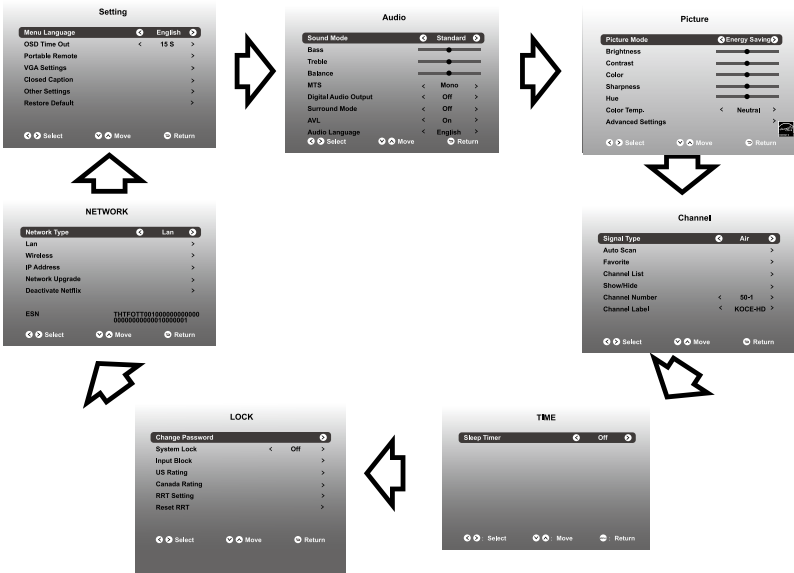 Setting
Menu Language English
OSD Time Out < 15 S >
Portable Remote >
VGA Settings >
Closed Caption >
Other Settings >
Restore Default >
Select Move Return
Audio
Sound Mode Standard
Bass
Treble
Balance
MTS < Mono >
Digital Audio Output < Off >
Surround Mode < Off >
AVL < On >
Audio Language < English >
Select Move Return
Picture
Picture Mode Energy Saving
Brightness
Contrast
Color
Sharpness
Hue
Color Temp. < Neutral >
Advanced Settings >
Select Move Return
Channel
Signal Type Air
Auto Scan >
Favorite >
Channel List >
Show/Hide >
Channel Number < 50-1 >
Channel Label < KOCE-HD >
Select Move Return
TIME
Sleep Timer Off
Select Move Return
LOCK
Change Password
System Lock < Off >
Input Block >
US Rating >
Canada Rating >
RRT Setting >
Reset RRT >
Select Move Return
NETWORK
Network Type Lan
Lan >
Wireless >
IP Address >
Network Upgrade >
Deactivate Netflix >
ESN
Select Move Return